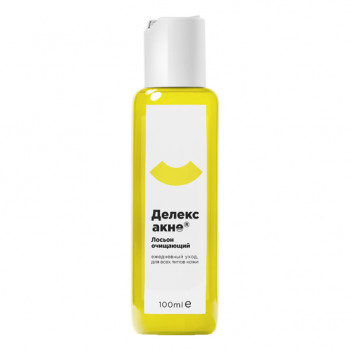 Делекс
акне®
Лосьон
очищающий
ежедневный уход,
для всех типов кожи
100ml e